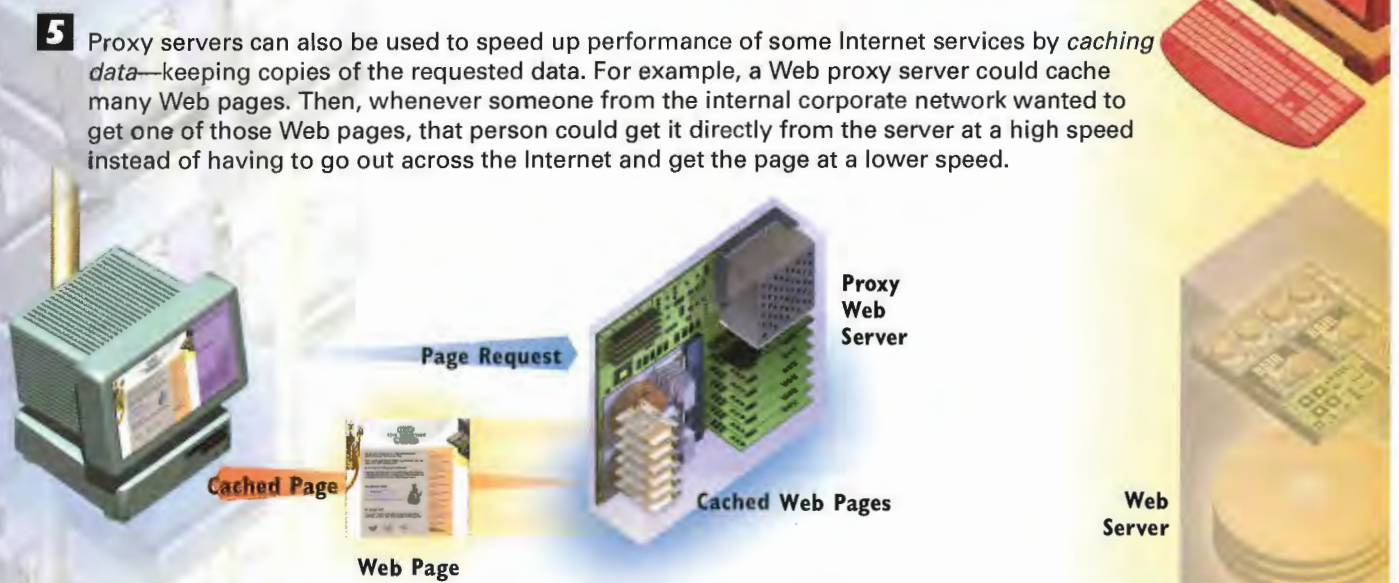 5 Proxy servers can also be used to speed up performance of some Internet services by caching
data—keeping copies of the requested data. For example, a Web proxy server could cache
many Web pages. Then, whenever someone from the internal corporate network wanted to
get one of those Web pages, that person could get it directly from the server at a high speed
instead of having to go out across the Internet and get the page at a lower speed.
Proxy
Web
Server
Page Request
Cached Page
Cached Web Pages
Web
Server
Web Page